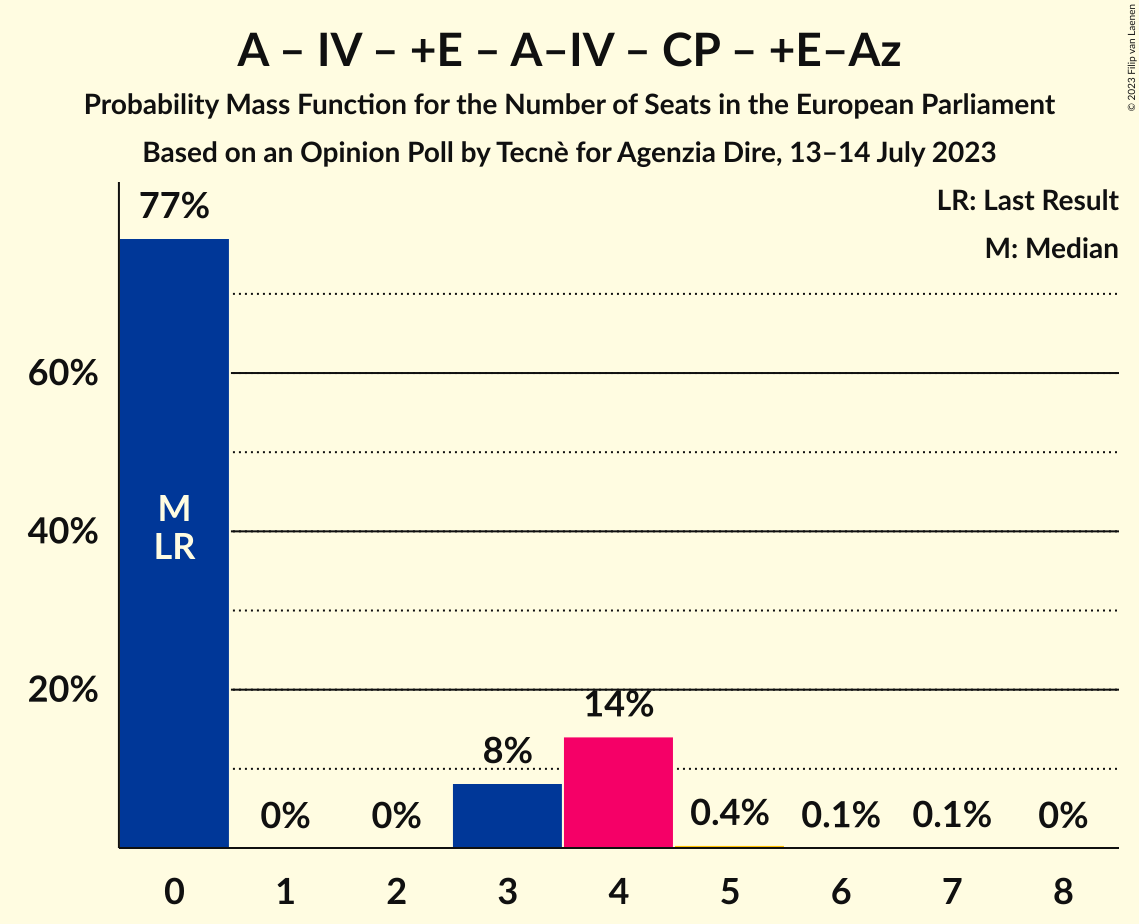 A – IV – +E – A–IV – CP – +E–Az
Probability Mass Function for the Number of Seats in the European Parliament
Based on an Opinion Poll by Tecnè for Agenzia Dire, 13–14 July 2023
© 2023 Filip van Laenen
LR: Last Result
M: Median
77%
60%
40%
20%
M
LR
0%
0%
8%
14%
0.4%
0.1%
0.1%
0%
0 1 2 3 4 5 6 7 8